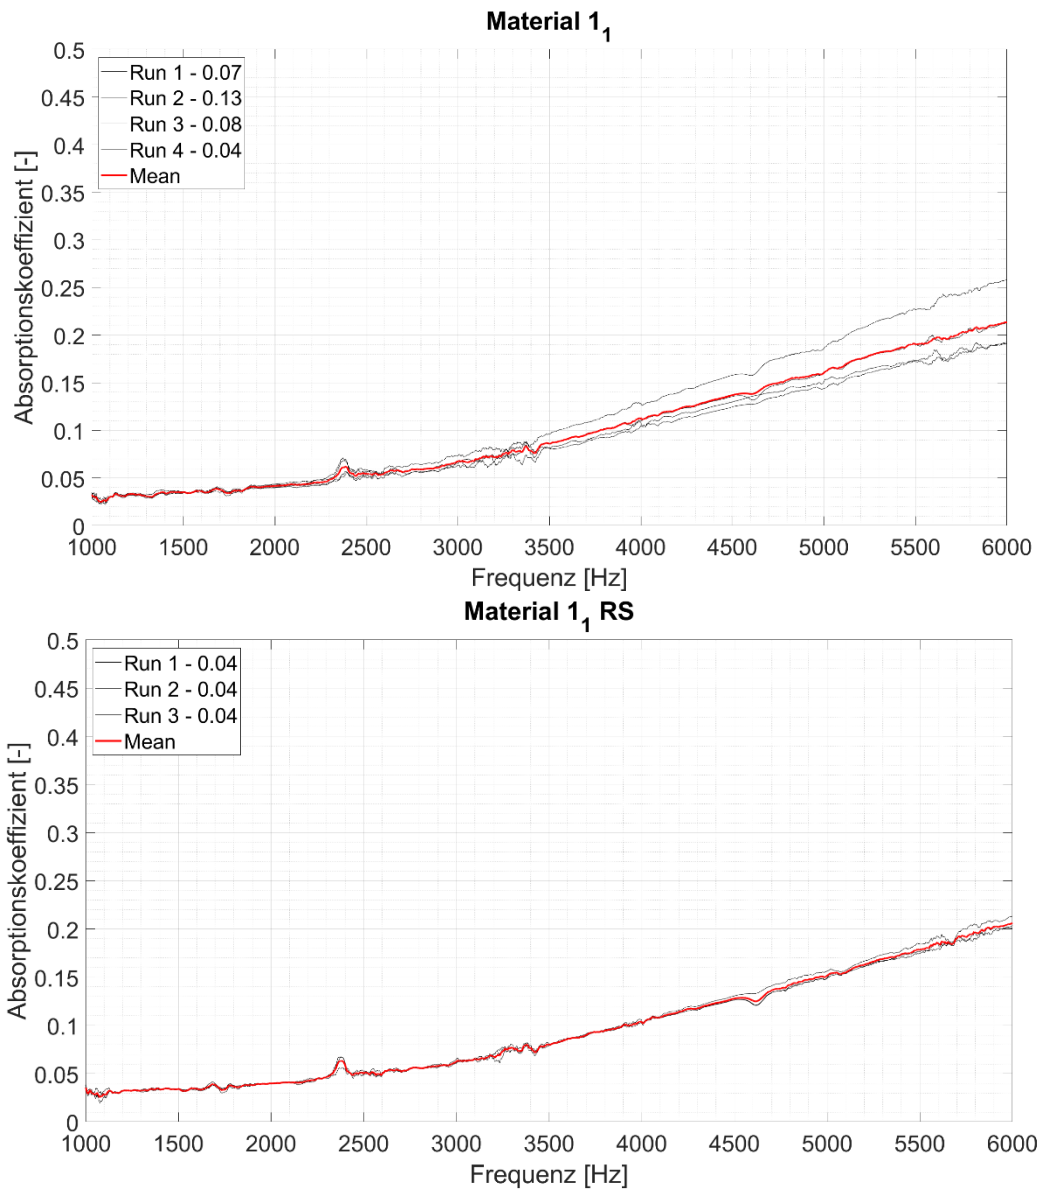 Material 1₁
Absorptionskoeffizient [-]
0.5
0.45
0.4
0.35
0.3
0.25
0.2
0.15
0.1
0.05
0
Run 1 - 0.07
Run 2 - 0.13
Run 3 - 0.08
Run 4 - 0.04
Mean
1000 1500 2000 2500 3000 3500 4000 4500 5000 5500 6000
Frequenz [Hz]
Material 1₁ RS
Absorptionskoeffizient [-]
0.5
0.45
0.4
0.35
0.3
0.25
0.2
0.15
0.1
0.05
0
Run 1 - 0.04
Run 2 - 0.04
Run 3 - 0.04
Mean
1000 1500 2000 2500 3000 3500 4000 4500 5000 5500 6000
Frequenz [Hz]